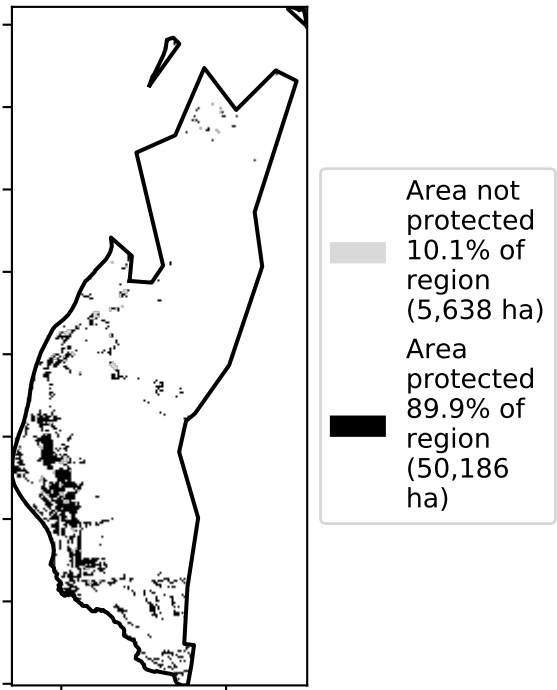 Area not
protected
10.1% of
region
(5,638 ha)
Area
protected
89.9% of
region
(50,186
ha)